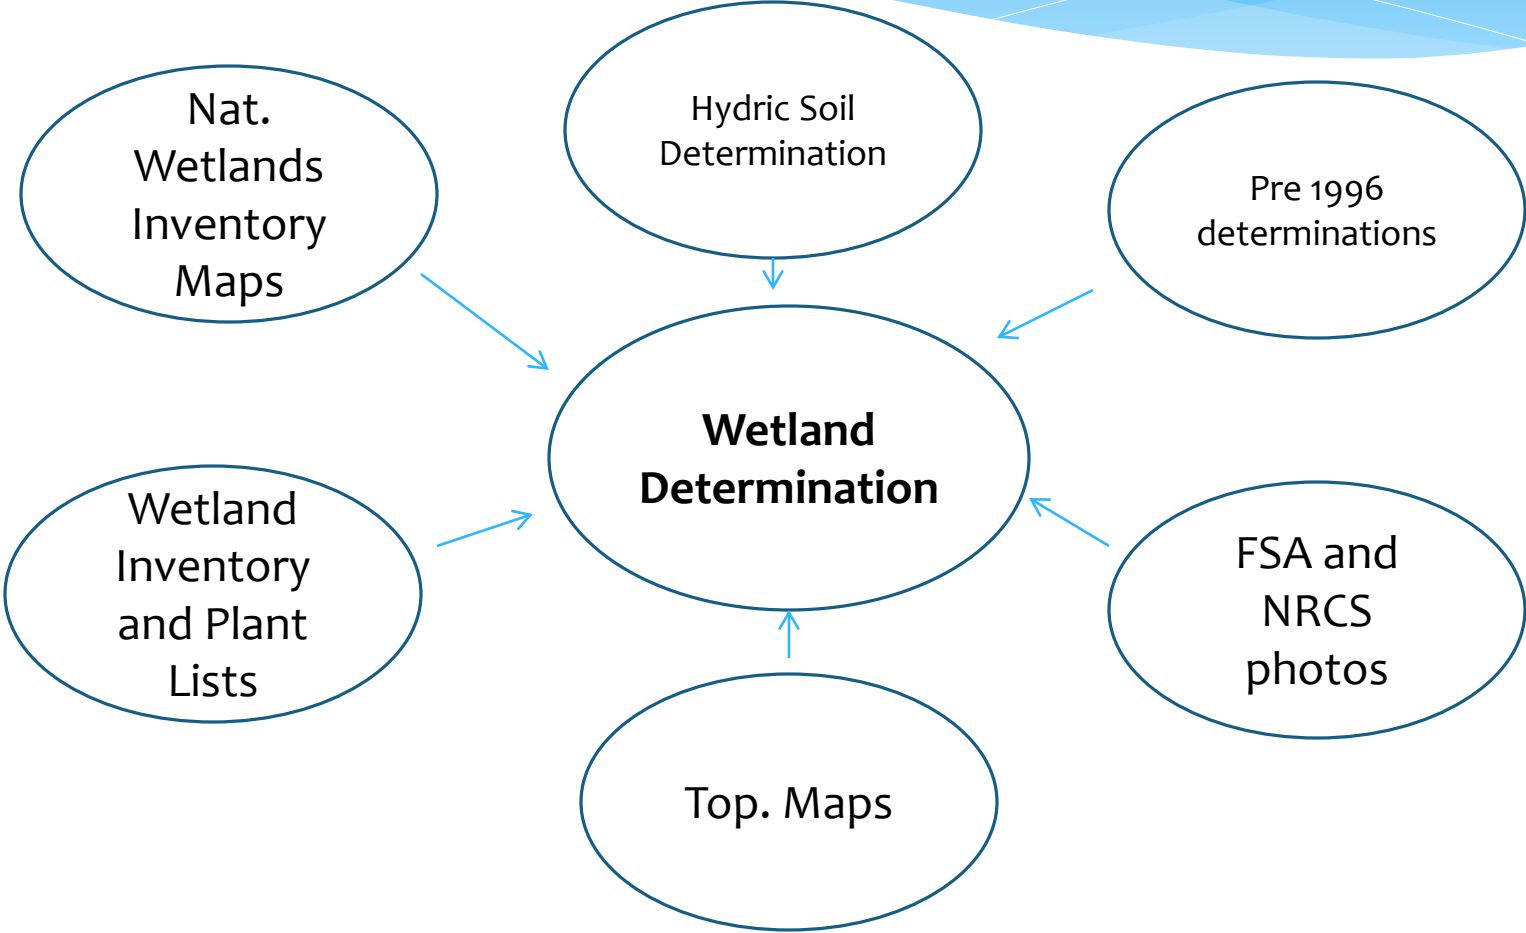 Nat.
Wetlands
Inventory
Maps
Hydric Soil
Determination
Pre 1996
determinations
Wetland
Determination
Wetland
Inventory
and Plant
Lists
FSA and
NRCS
photos
Top. Maps